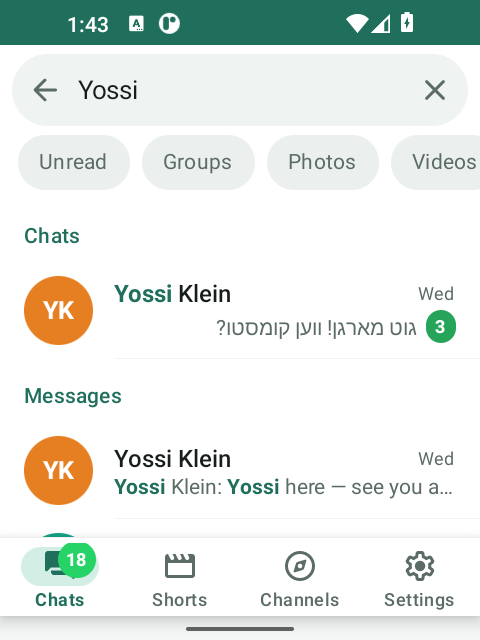 1:43
Yossi
Unread
Groups
Photos
Videos
Chats
YK
Yossi Klein
Wed
גוט מארגן! ווען קומסטו?
3
Messages
YK
Yossi Klein
Wed
Yossi Klein: Yossi here — see you a…
18
Chats
Shorts
Channels
Settings